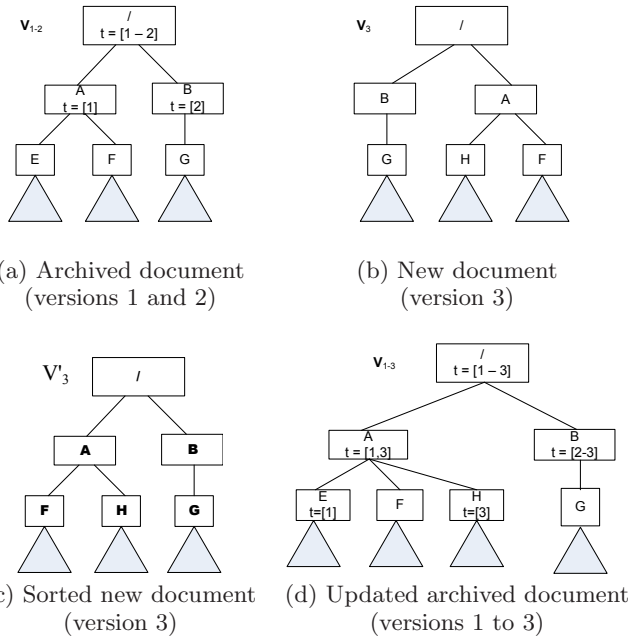 V1-2
/
t = [1 – 2]
A
t = [1]
B
t = [2]
E
F
G
(a) Archived document
(versions 1 and 2)
V3
/
B
A
G
H
F
(b) New document
(version 3)
V'3
/
A
B
F
H
G
c) Sorted new document
(version 3)
V1-3
/
t = [1 – 3]
A
t = [1,3]
B
t = [2-3]
E
t=[1]
F
H
t=[3]
G
(d) Updated archived document
(versions 1 to 3)